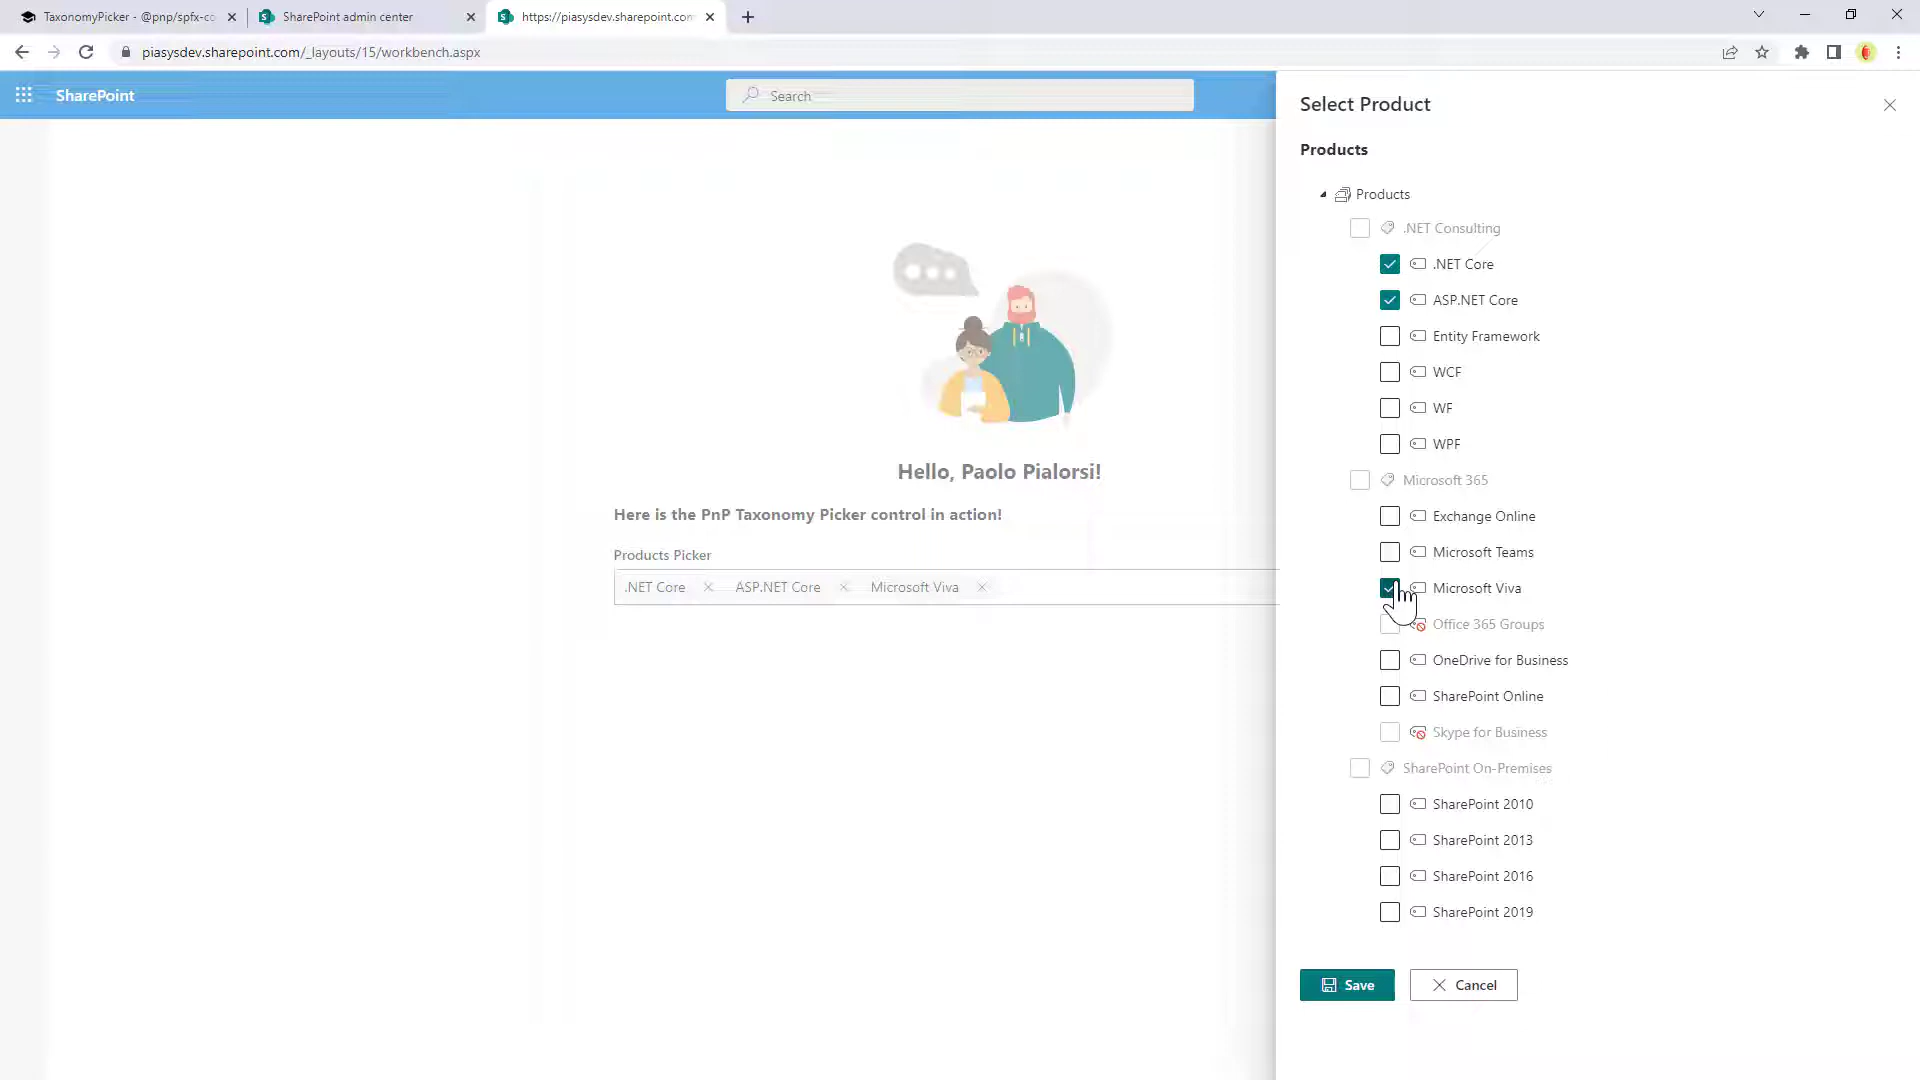 TaxonomyPicker - @pnp/spfx-co
SharePoint admin center
https://piasysdev.sharepoint.com
piasysdev.sharepoint.com/_layouts/15/workbench.aspx
SharePoint
Search
Hello, Paolo Pialorsi!
Here is the PnP Taxonomy Picker control in action!
Products Picker
.NET Core ASP.NET Core Microsoft Viva
Select Product
Products
Products
.NET Consulting
.NET Core
ASP.NET Core
Entity Framework
WCF
WF
WPF
Microsoft 365
Exchange Online
Microsoft Teams
Microsoft Viva
Office 365 Groups
OneDrive for Business
SharePoint Online
Skype for Business
SharePoint On-Premises
SharePoint 2010
SharePoint 2013
SharePoint 2016
SharePoint 2019
Save Cancel